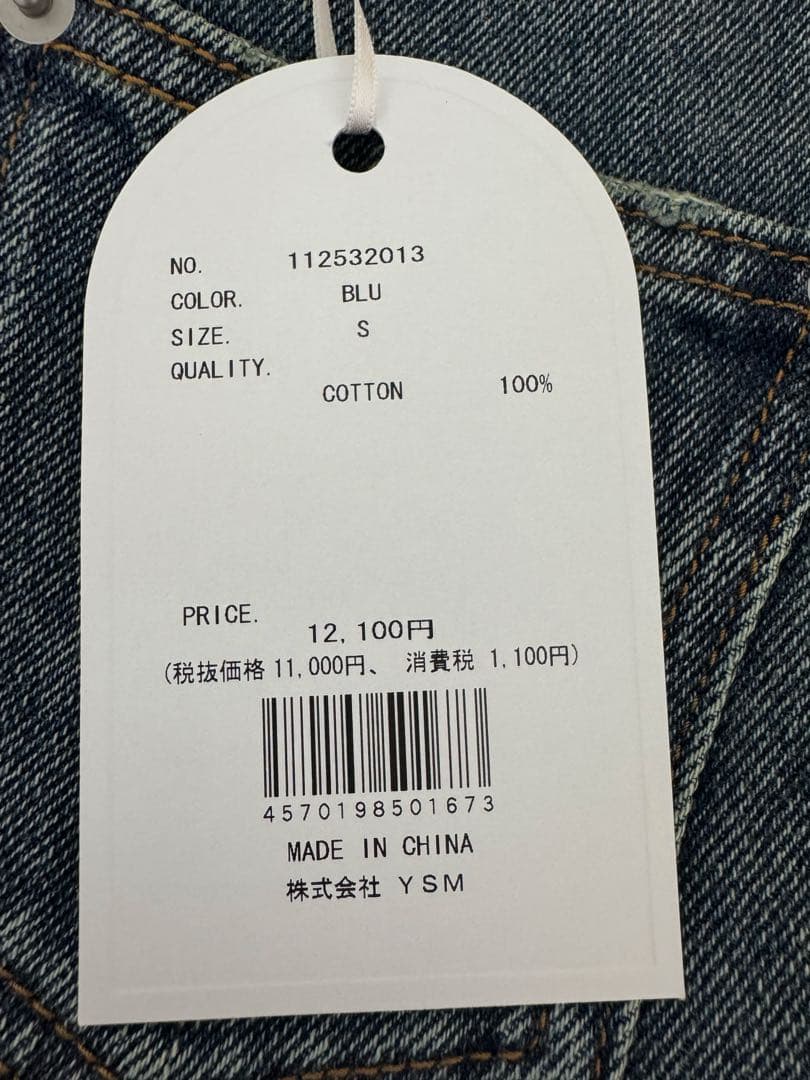 NO. 112532013
COLOR. BLU
SIZE. S
QUALITY.
COTTON 100%
PRICE.
12,100円
(税抜価格 11,000円、 消費税 1,100円)
4570198501673
MADE IN CHINA
株式会社 YSM